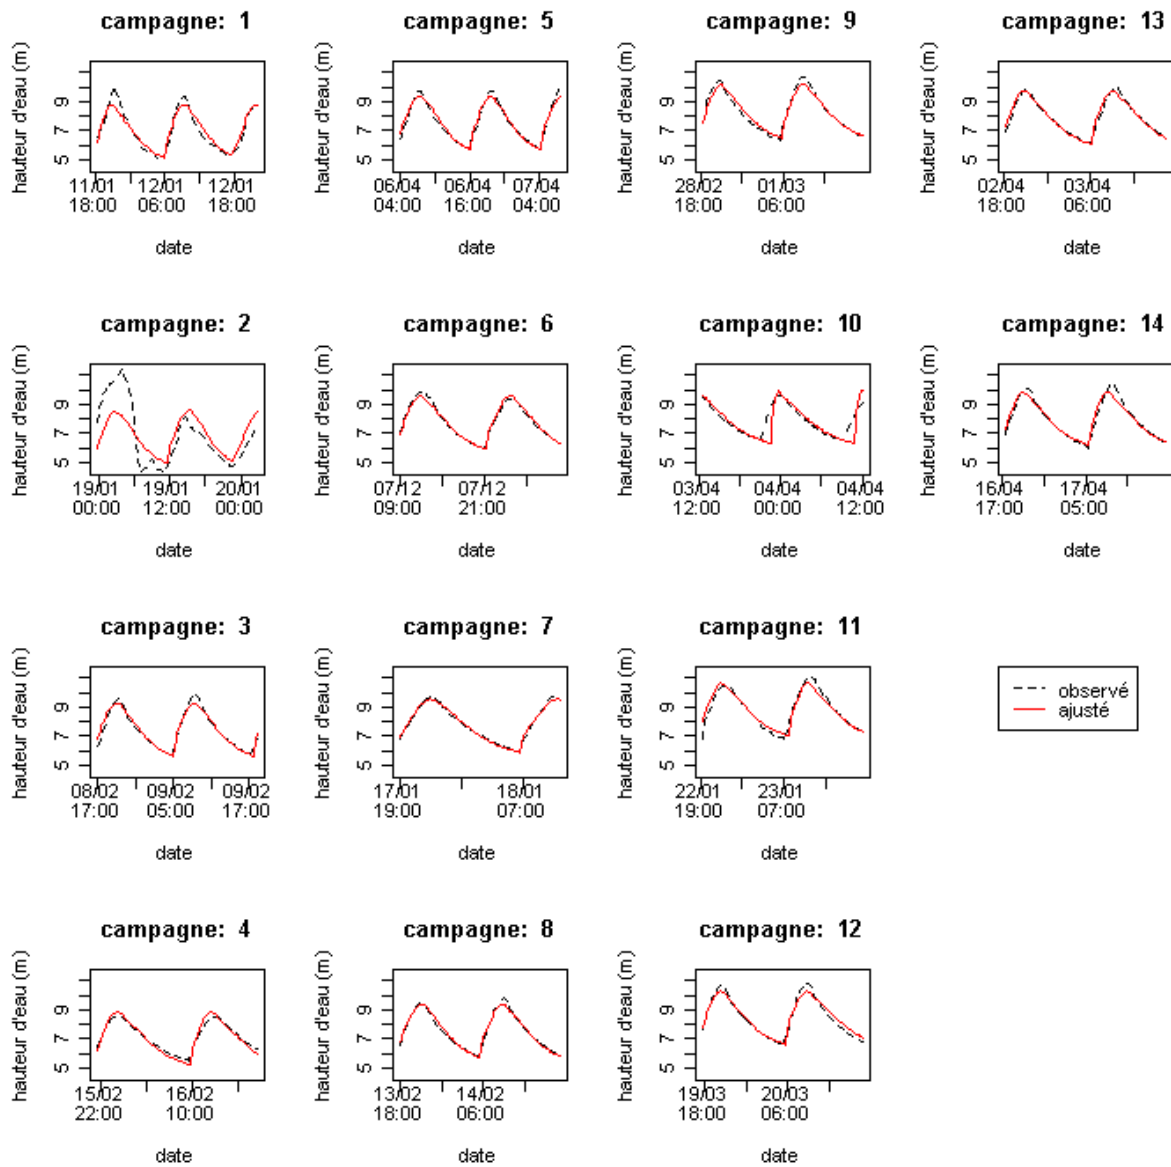 campagne: 1
hauteur d'eau (m)
9
7
5
11/01 12/01 12/01
18:00 06:00 18:00
date
campagne: 5
hauteur d'eau (m)
9
7
5
06/04 06/04 07/04
04:00 16:00 04:00
date
campagne: 9
hauteur d'eau (m)
9
7
5
28/02 01/03
18:00 06:00
date
campagne: 13
hauteur d'eau (m)
9
7
5
02/04 03/04
18:00 06:00
date
campagne: 2
hauteur d'eau (m)
9
7
5
19/01 19/01 20/01
00:00 12:00 00:00
date
campagne: 6
hauteur d'eau (m)
9
7
5
07/12 07/12
09:00 21:00
date
campagne: 10
hauteur d'eau (m)
9
7
5
03/04 04/04 04/04
12:00 00:00 12:00
date
campagne: 14
hauteur d'eau (m)
9
7
5
16/04 17/04
17:00 05:00
date
campagne: 3
hauteur d'eau (m)
9
7
5
08/02 09/02 09/02
17:00 05:00 17:00
date
campagne: 7
hauteur d'eau (m)
9
7
5
17/01 18/01
19:00 07:00
date
campagne: 11
hauteur d'eau (m)
9
7
5
22/01 23/01
19:00 07:00
date
observé
ajusté
campagne: 4
hauteur d'eau (m)
9
7
5
15/02 16/02
22:00 10:00
date
campagne: 8
hauteur d'eau (m)
9
7
5
13/02 14/02
18:00 06:00
date
campagne: 12
hauteur d'eau (m)
9
7
5
19/03 20/03
18:00 06:00
date